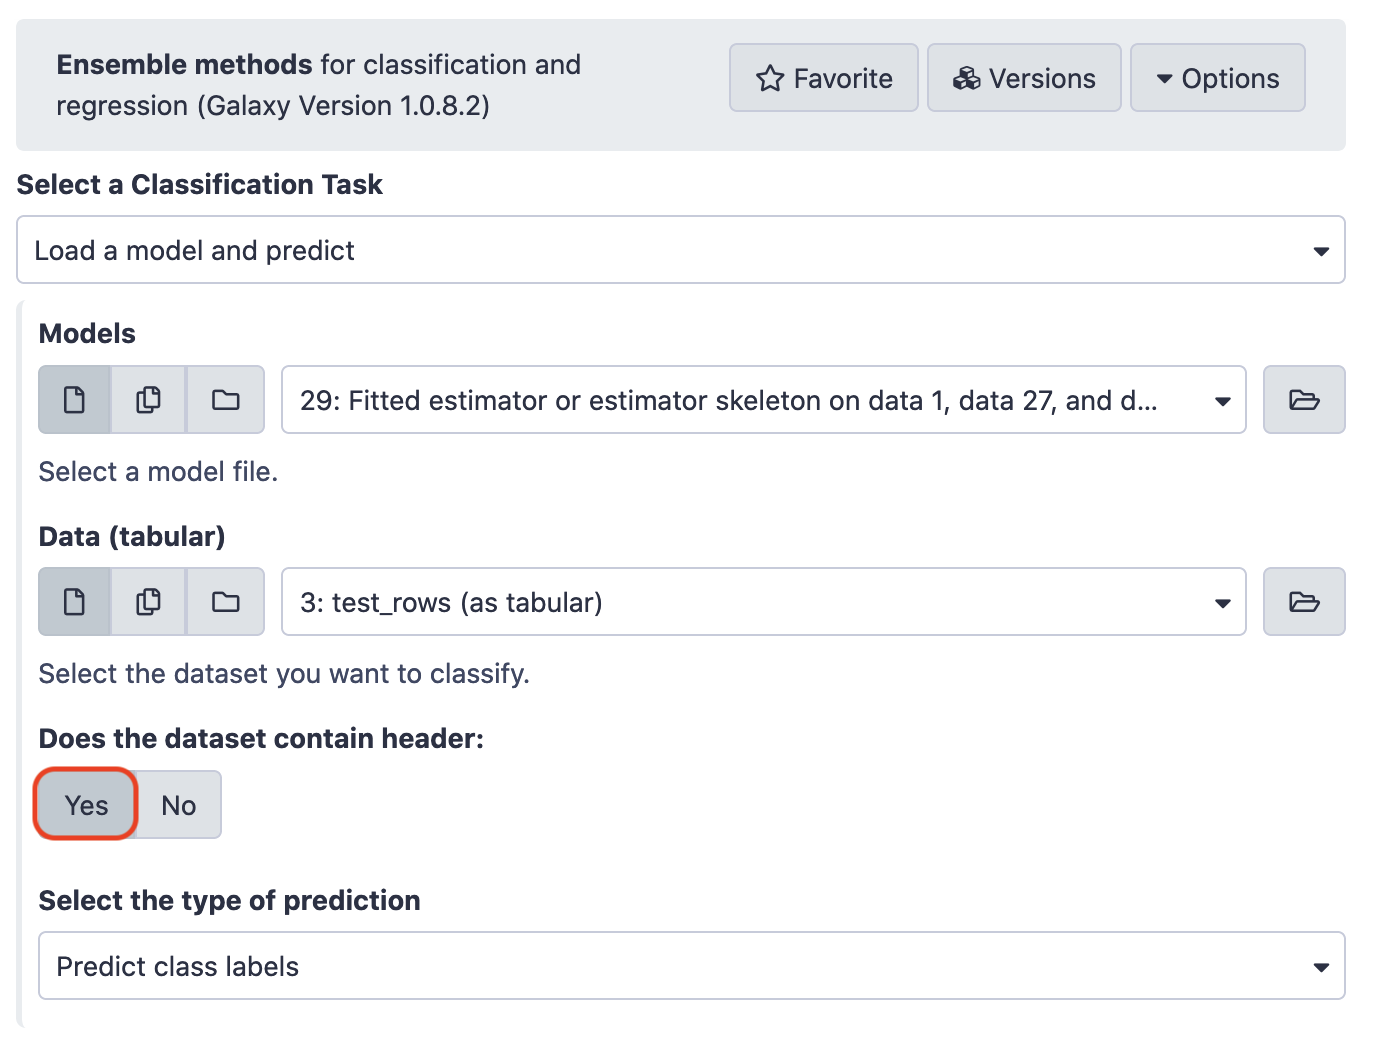 Ensemble methods for classification and
regression (Galaxy Version 1.0.8.2)
Favorite
Versions
Options
Select a Classification Task
Load a model and predict
Models
29: Fitted estimator or estimator skeleton on data 1, data 27, and d...
Select a model file.
Data (tabular)
3: test_rows (as tabular)
Select the dataset you want to classify.
Does the dataset contain header:
Yes No
Select the type of prediction
Predict class labels